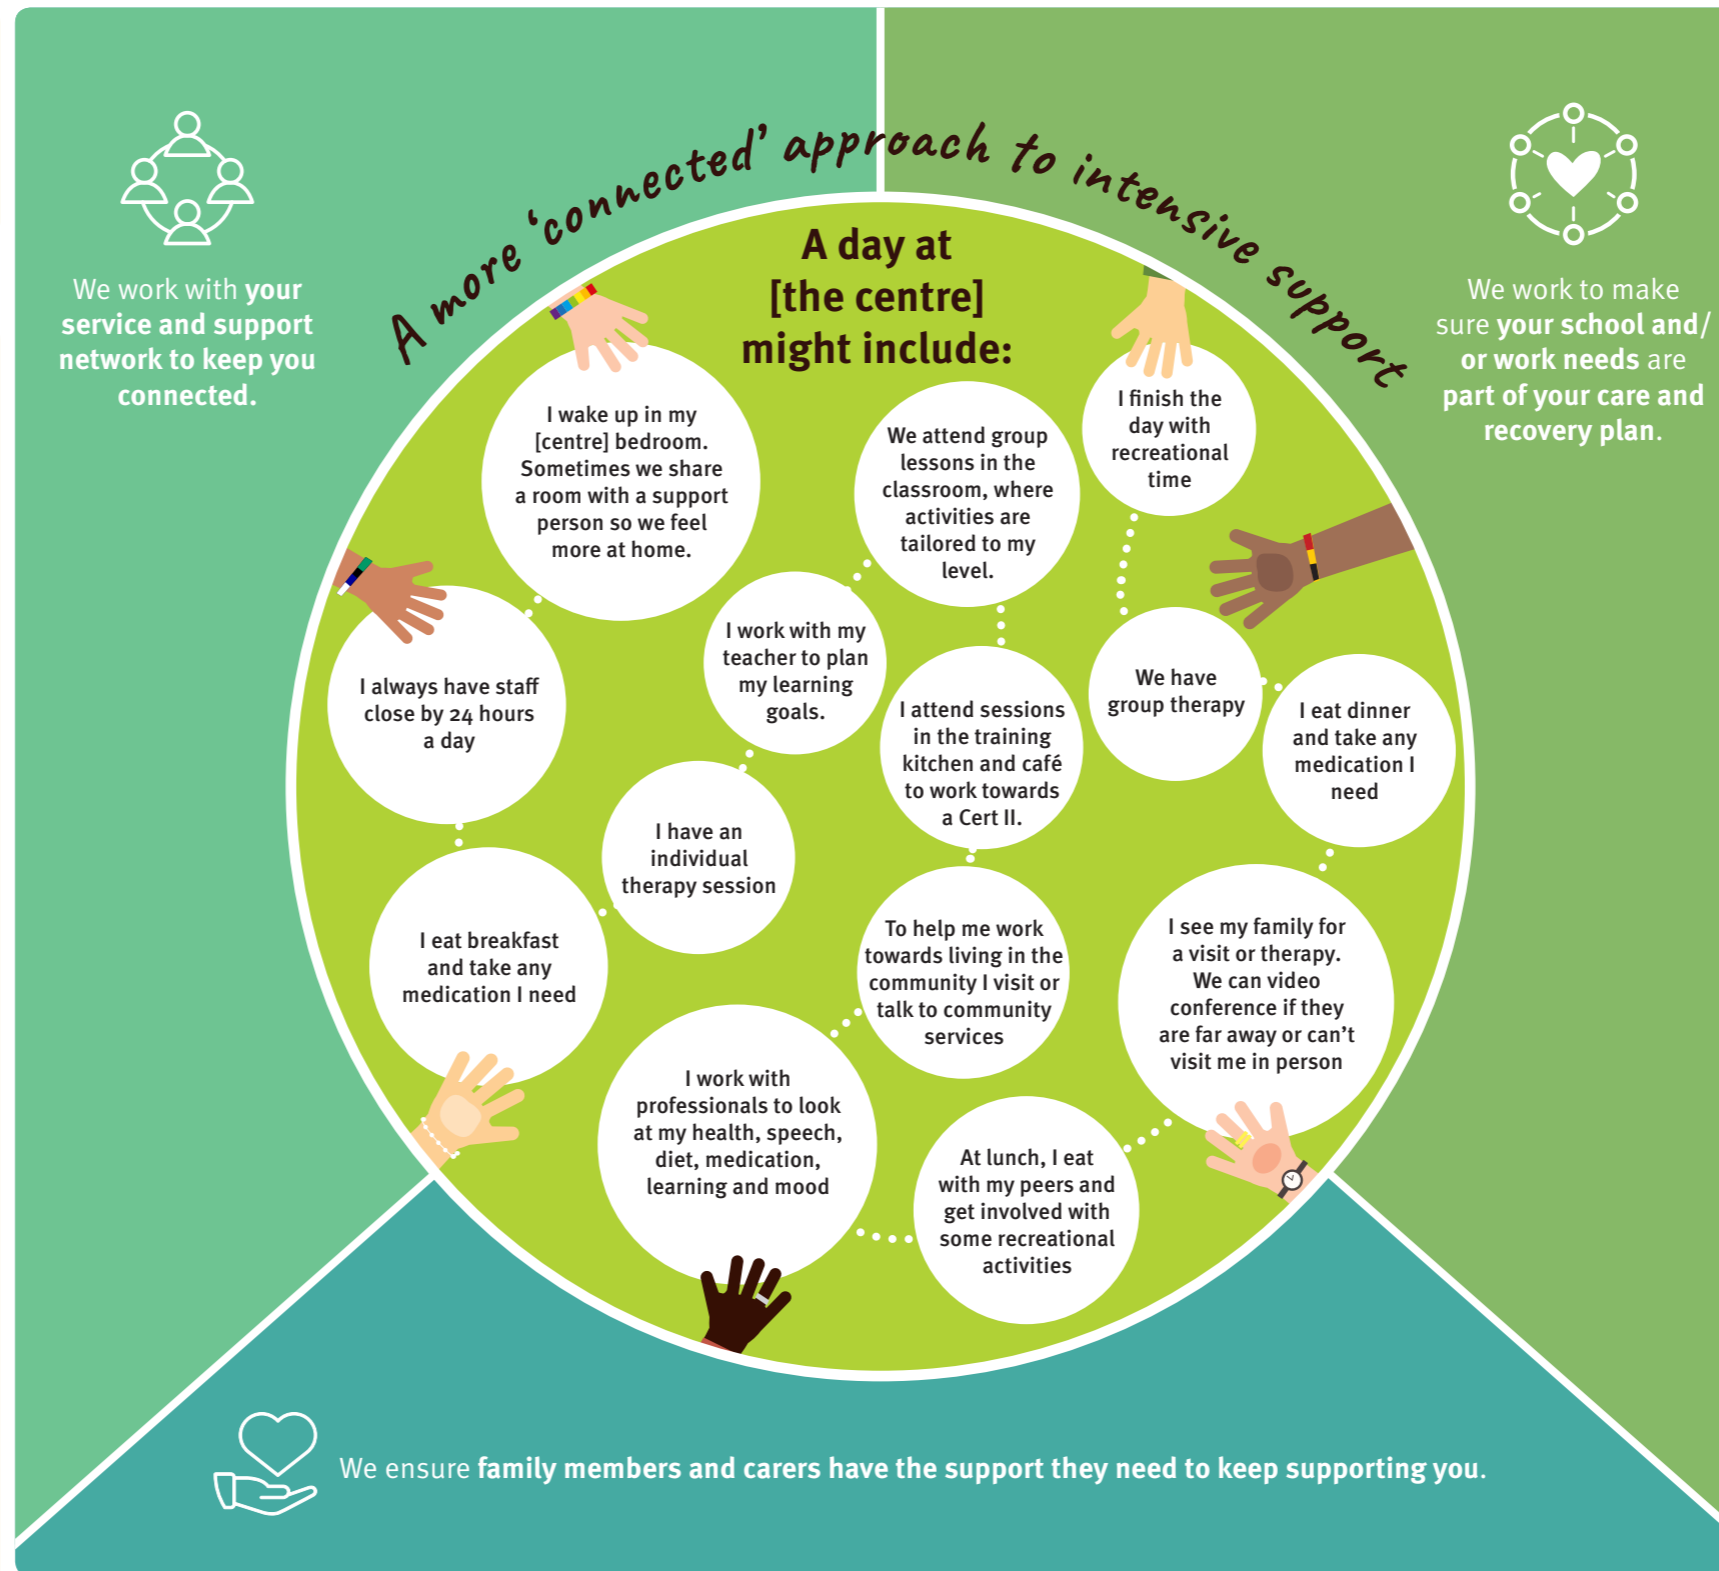 A more ‘connected’ approach to intensive support
We work with your
service and support
network to keep you
connected.
We work to make
sure your school and/
or work needs are
part of your care and
recovery plan.
A day at
[the centre]
might include:
I wake up in my
[centre] bedroom.
Sometimes we share
a room with a support
person so we feel
more at home.
I always have staff
close by 24 hours
a day
I eat breakfast
and take any
medication I need
I have an
individual
therapy session
I work with my
teacher to plan
my learning
goals.
We attend group
lessons in the
classroom, where
activities are
tailored to my
level.
I attend sessions
in the training
kitchen and café
to work towards
a Cert II.
To help me work
towards living in the
community I visit or
talk to community
services
I work with
professionals to look
at my health, speech,
diet, medication,
learning and mood
At lunch, I eat
with my peers and
get involved with
some recreational
activities
I see my family for
a visit or therapy.
We can video
conference if they
are far away or can’t
visit me in person
I eat dinner
and take any
medication I
need
We have
group therapy
I finish the
day with
recreational
time
We ensure family members and carers have the support they need to keep supporting you.